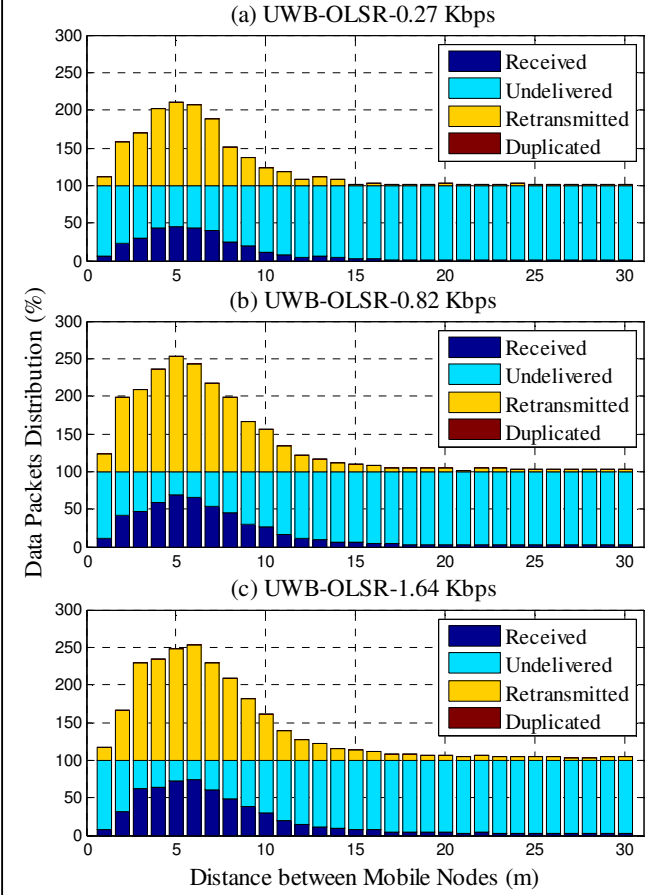 (a) UWB-OLSR-0.27 Kbps
300
250
200
150
100
50
0
Received
Undelivered
Retransmitted
Duplicated
0 5 10 15 20 25 30
(b) UWB-OLSR-0.82 Kbps
300
250
200
150
100
50
0
Received
Undelivered
Retransmitted
Duplicated
0 5 10 15 20 25 30
(c) UWB-OLSR-1.64 Kbps
300
250
200
150
100
50
0
Received
Undelivered
Retransmitted
Duplicated
0 5 10 15 20 25 30
Data Packets Distribution (%)
Distance between Mobile Nodes (m)